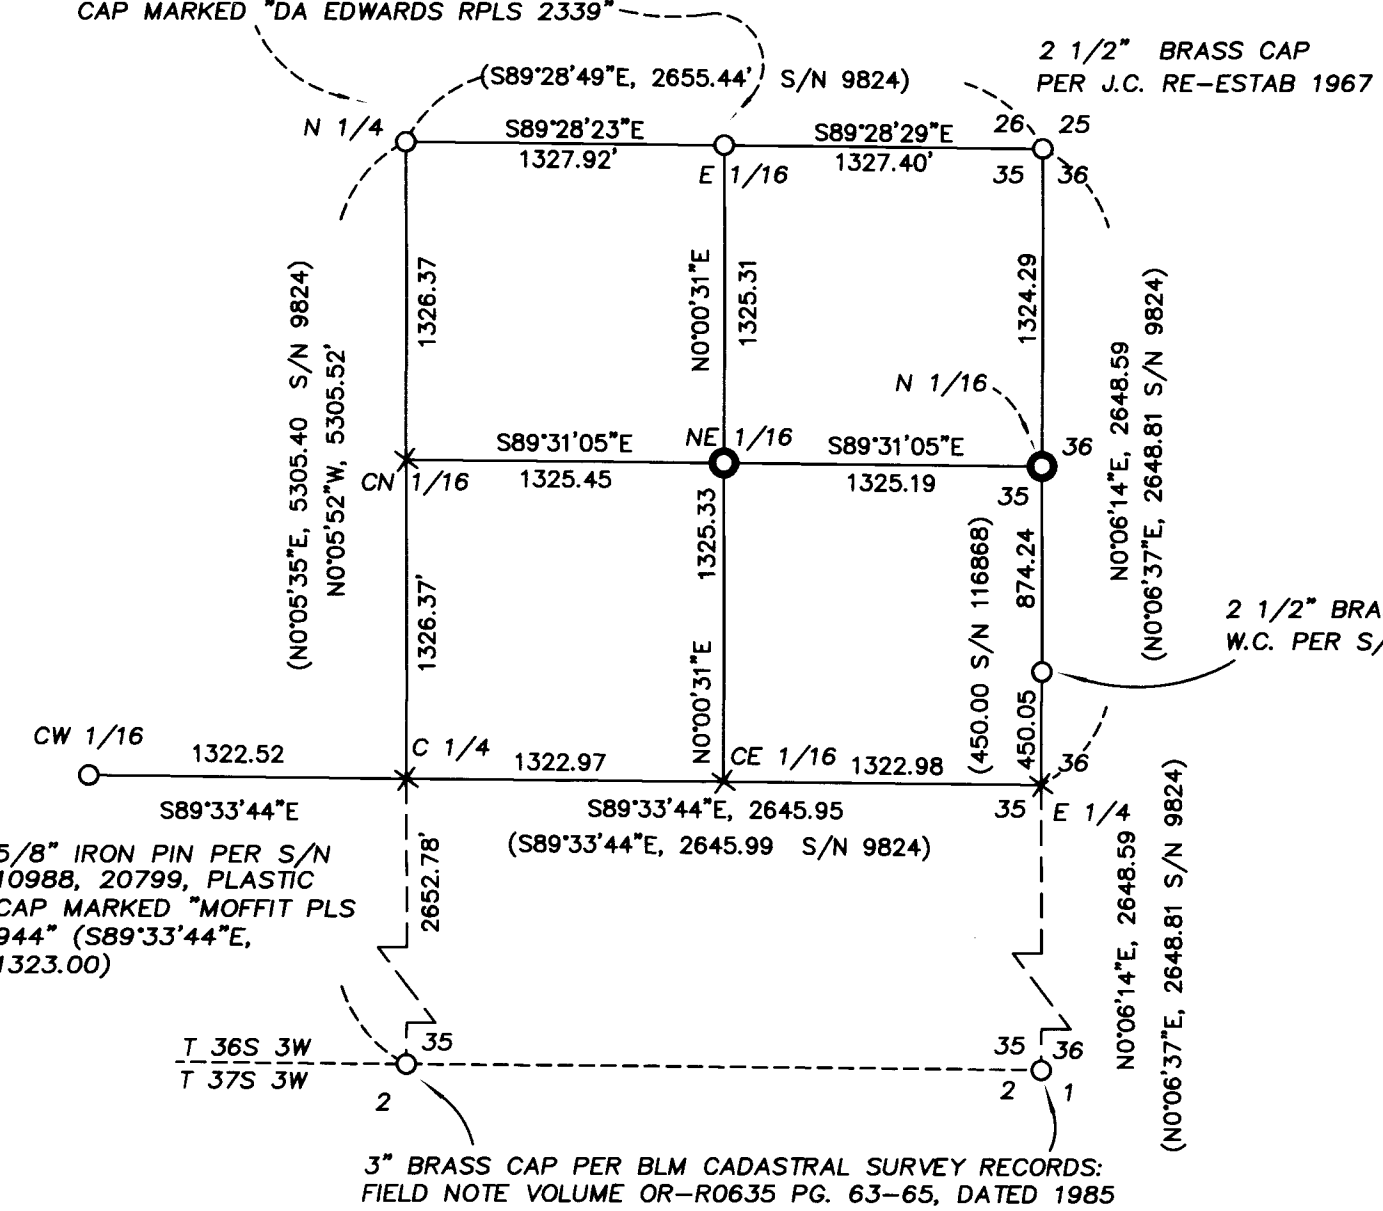 CAP MARKED "DA EDWARDS RPLS 2339"
2 1/2" BRASS CAP
PER J.C. RE-ESTAB 1967
(S89°28'49"E, 2655.44' S/N 9824)
N 1/4
S89°28'23"E
1327.92'
S89°28'29"E
1327.40'
26 25
35 36
E 1/16
(N0°05'35"E, 5305.40 S/N 9824)
N0°05'52"W, 5305.52'
1326.37
N0°00'31"E
1325.31
1324.29
N0°06'14"E, 2648.59
(N0°06'37"E, 2648.81 S/N 9824)
N 1/16
NE 1/16
S89°31'05"E
1325.45
S89°31'05"E
1325.19
36
35
CN 1/16
1326.37'
1325.33
N0°00'31"E
(450.00 S/N 116868)
874.24
450.05
2 1/2" BRA
W.C. PER S/
CW 1/16
1322.52
S89°33'44"E
C 1/4
1322.97
CE 1/16
1322.98
36
35
E 1/4
S89°33'44"E, 2645.95
(S89°33'44"E, 2645.99 S/N 9824)
5/8" IRON PIN PER S/N
10988, 20799, PLASTIC
CAP MARKED "MOFFIT PLS
944" (S89°33'44"E,
1323.00)
2652.78'
N0°06'14"E, 2648.59
(N0°06'37"E, 2648.81 S/N 9824)
T 36S 3W
T 37S 3W
35
2
35 36
2 1
3" BRASS CAP PER BLM CADASTRAL SURVEY RECORDS:
FIELD NOTE VOLUME OR-R0635 PG. 63-65, DATED 1985